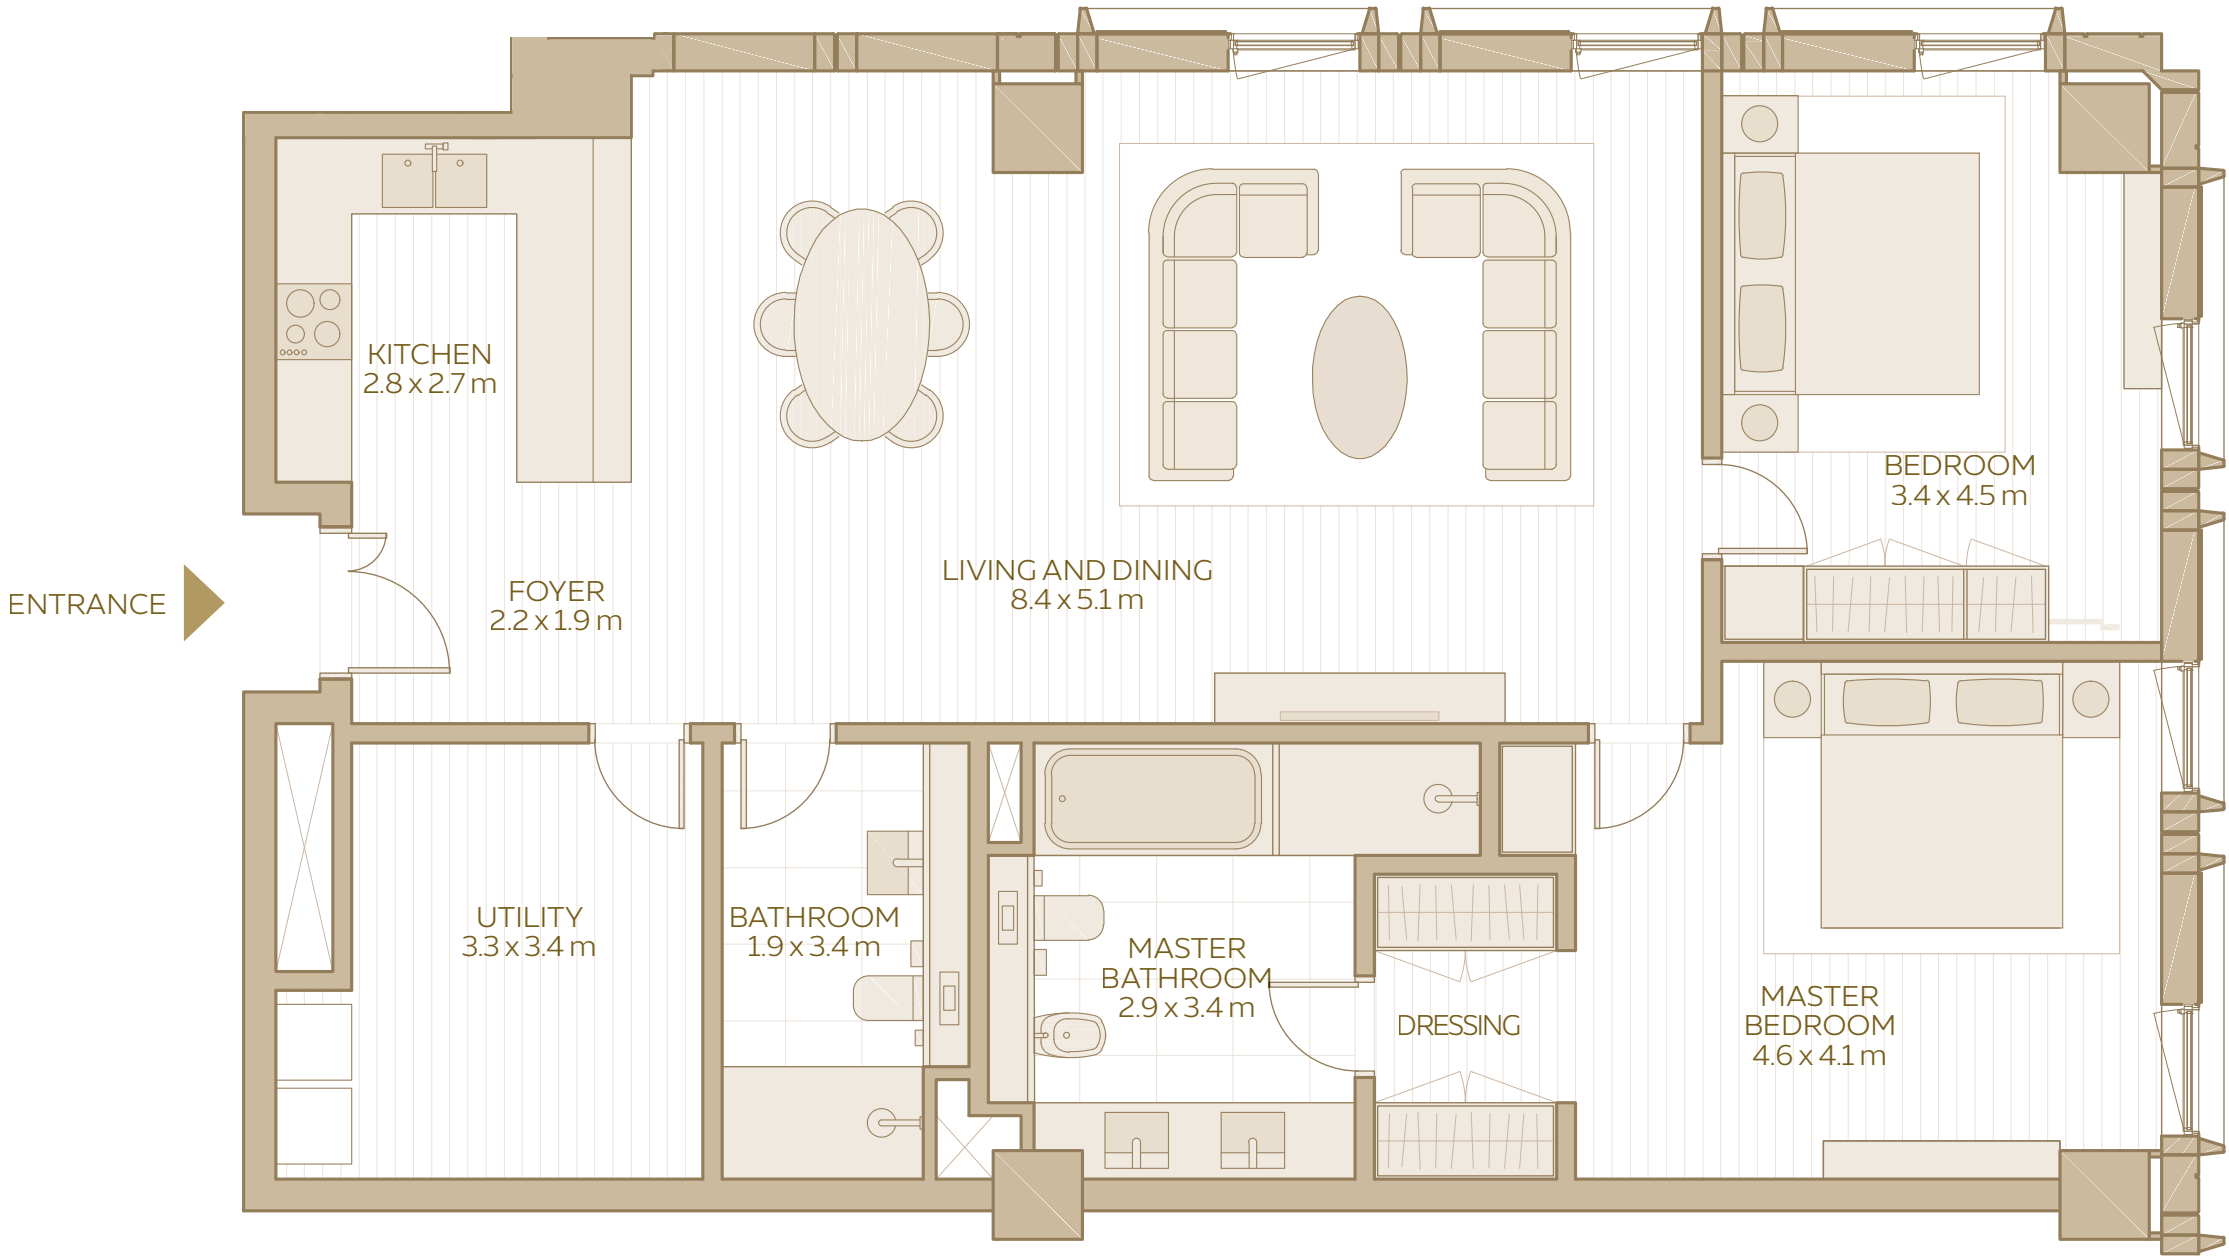 KITCHEN
2.8 x 2.7 m
BEDROOM
3.4 x 4.5 m
ENTRANCE
FOYER
2.2 x 1.9 m
LIVING AND DINING
8.4 x 5.1 m
UTILITY
3.3 x 3.4 m
BATHROOM
1.9 x 3.4 m
MASTER
BATHROOM
2.9 x 3.4 m
DRESSING
MASTER
BEDROOM
4.6 x 4.1 m